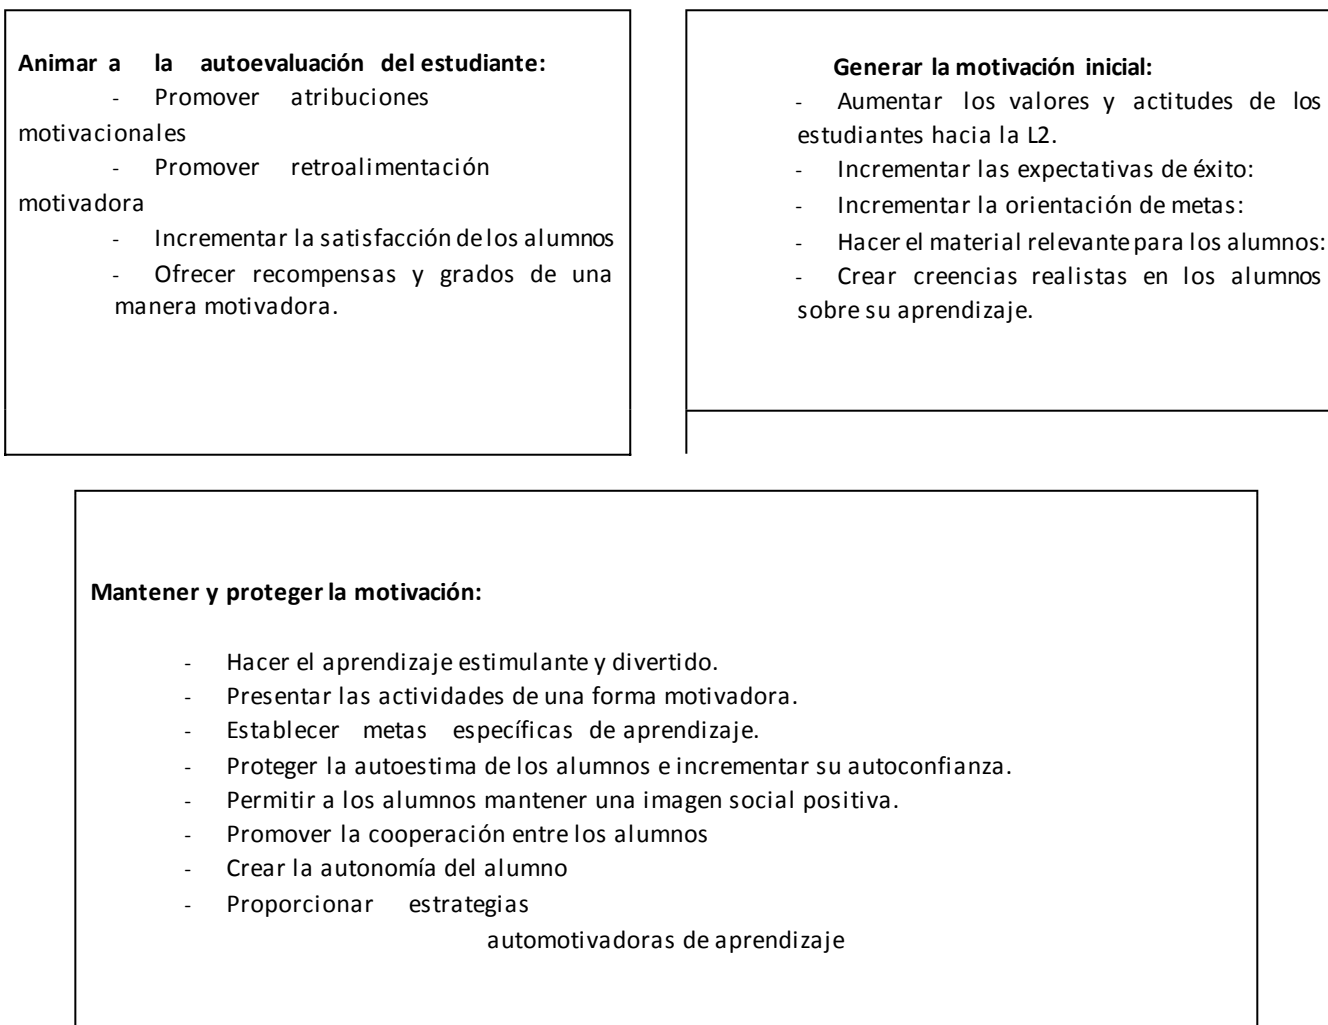 Animar a la autoevaluación del estudiante:
- Promover atribuciones
motivacionales
- Promover retroalimentación
motivadora
- Incrementar la satisfacción de los alumnos
- Ofrecer recompensas y grados de una
manera motivadora.
Generar la motivación inicial:
- Aumentar los valores y actitudes de los
estudiantes hacia la L2.
- Incrementar las expectativas de éxito:
- Incrementar la orientación de metas:
- Hacer el material relevante para los alumnos:
- Crear creencias realistas en los alumnos
sobre su aprendizaje.
Mantener y proteger la motivación:
- Hacer el aprendizaje estimulante y divertido.
- Presentar las actividades de una forma motivadora.
- Establecer metas específicas de aprendizaje.
- Proteger la autoestima de los alumnos e incrementar su autoconfianza.
- Permitir a los alumnos mantener una imagen social positiva.
- Promover la cooperación entre los alumnos
- Crear la autonomía del alumno
- Proporcionar estrategias
automotivadoras de aprendizaje